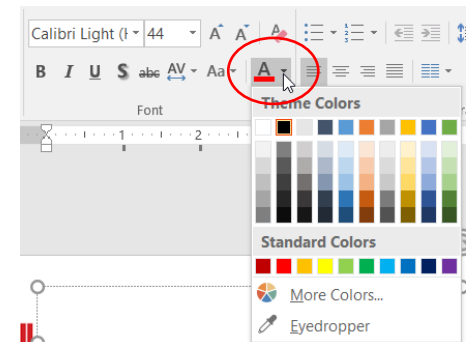 Calibri Light (H 44 A A A
B I U S abc AV Aa A
Font
1 2
Theme Colors
Standard Colors
More Colors...
Eyedropper